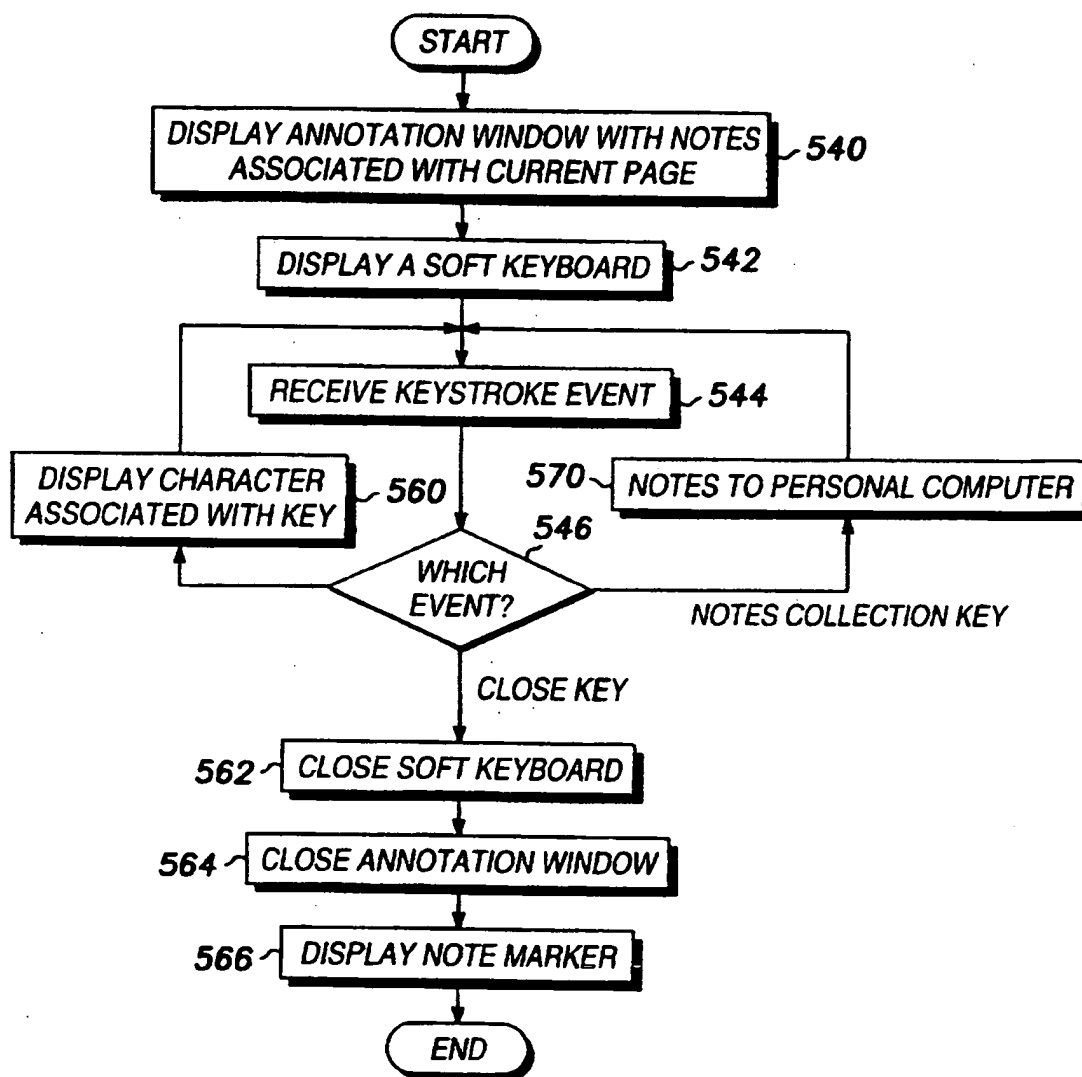 START
DISPLAY ANNOTATION WINDOW WITH NOTES
ASSOCIATED WITH CURRENT PAGE
540
DISPLAY A SOFT KEYBOARD
542
RECEIVE KEYSTROKE EVENT
544
DISPLAY CHARACTER
ASSOCIATED WITH KEY
560
570
NOTES TO PERSONAL COMPUTER
546
WHICH
EVENT?
NOTES COLLECTION KEY
CLOSE KEY
562
CLOSE SOFT KEYBOARD
564
CLOSE ANNOTATION WINDOW
566
DISPLAY NOTE MARKER
END